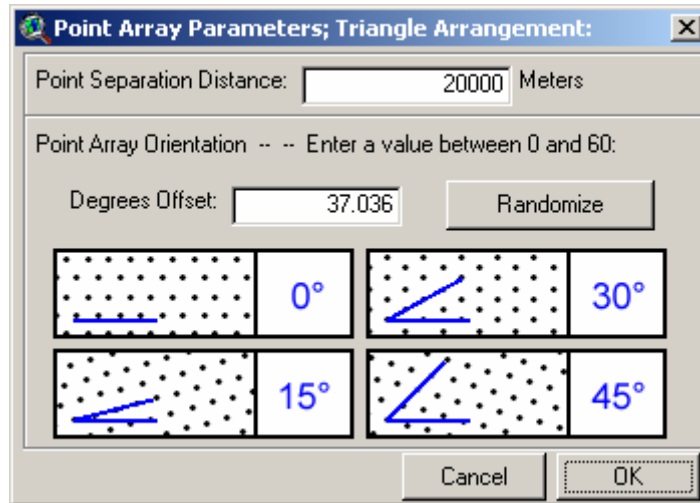 Point Array Parameters; Triangle Arrangement:
Point Separation Distance: 20000 Meters
Point Array Orientation -- -- Enter a value between 0 and 60:
Degrees Offset: 37.036 Randomize
0° 30°
15° 45°
Cancel OK